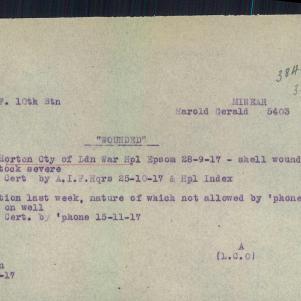 38A
3
F. 10th Btn MINEAR
Harold Gerald 5403
"WOUNDED"
Horton Cty of Ldn War Hpl Epsom 28-9-17 - shell wound
tock severe
Cert by A.I.F.Hqrs 25-10-17 & Hpl Index
tion last week, nature of which not allowed by 'phone
on well
Cert. by 'phone 15-11-17
A
(L.C.O)
n
-17